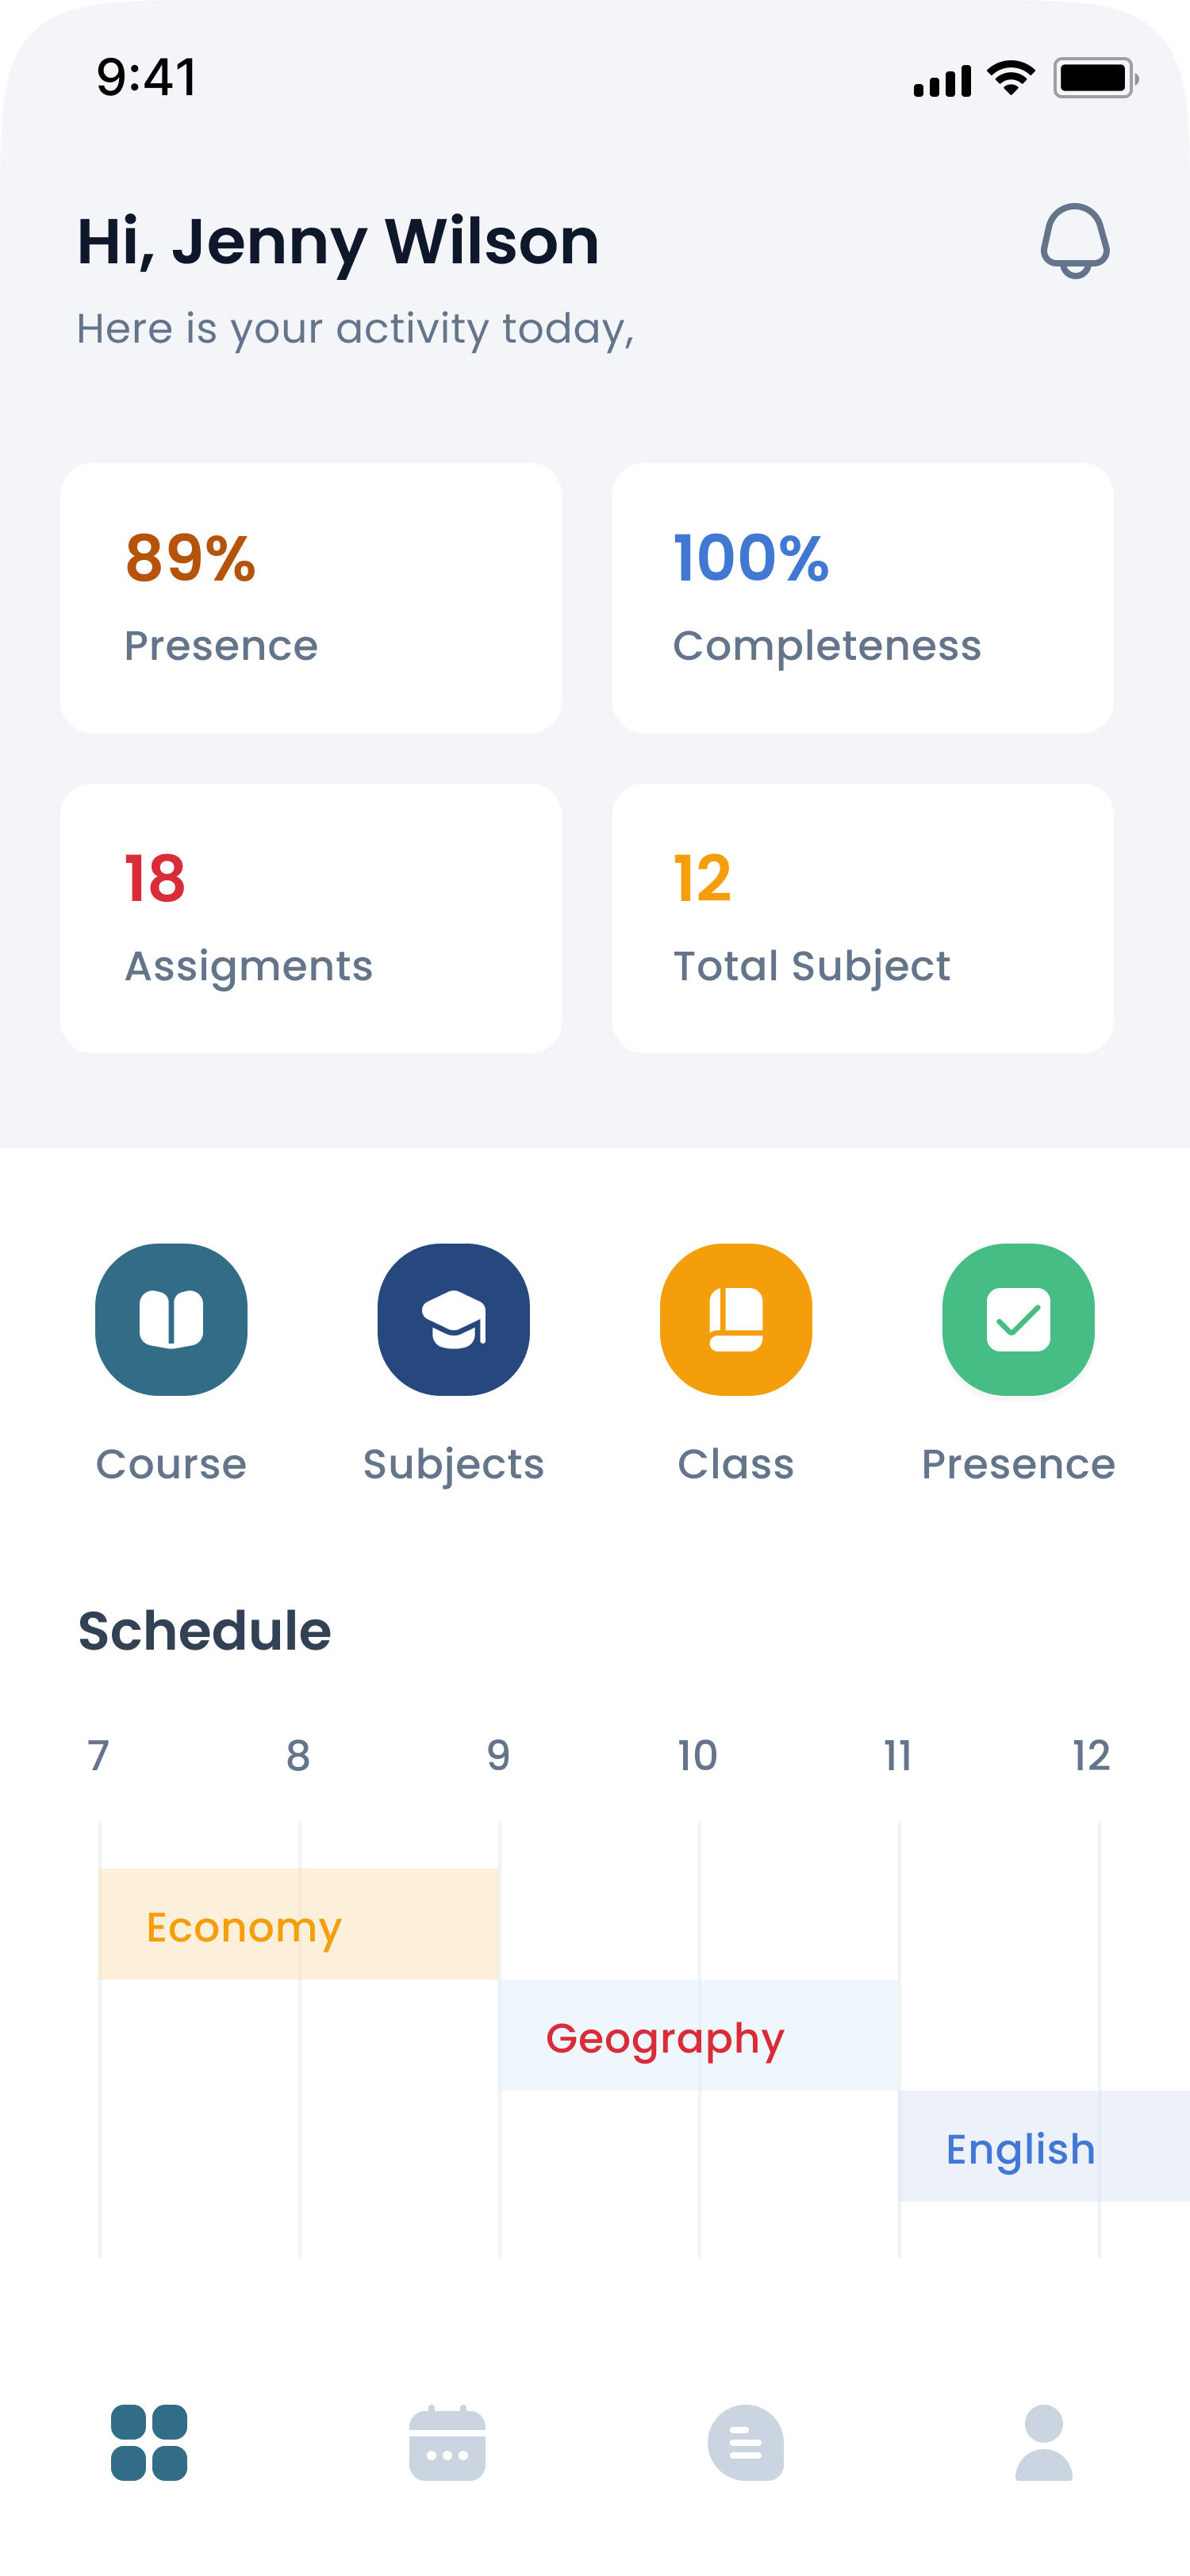 9:41
Hi, Jenny Wilson
Here is your activity today,
89%
Presence
100%
Completeness
18
Assigments
12
Total Subject
Course
Subjects
Class
Presence
Schedule
7 8 9 10 11 12
Economy
Geography
English